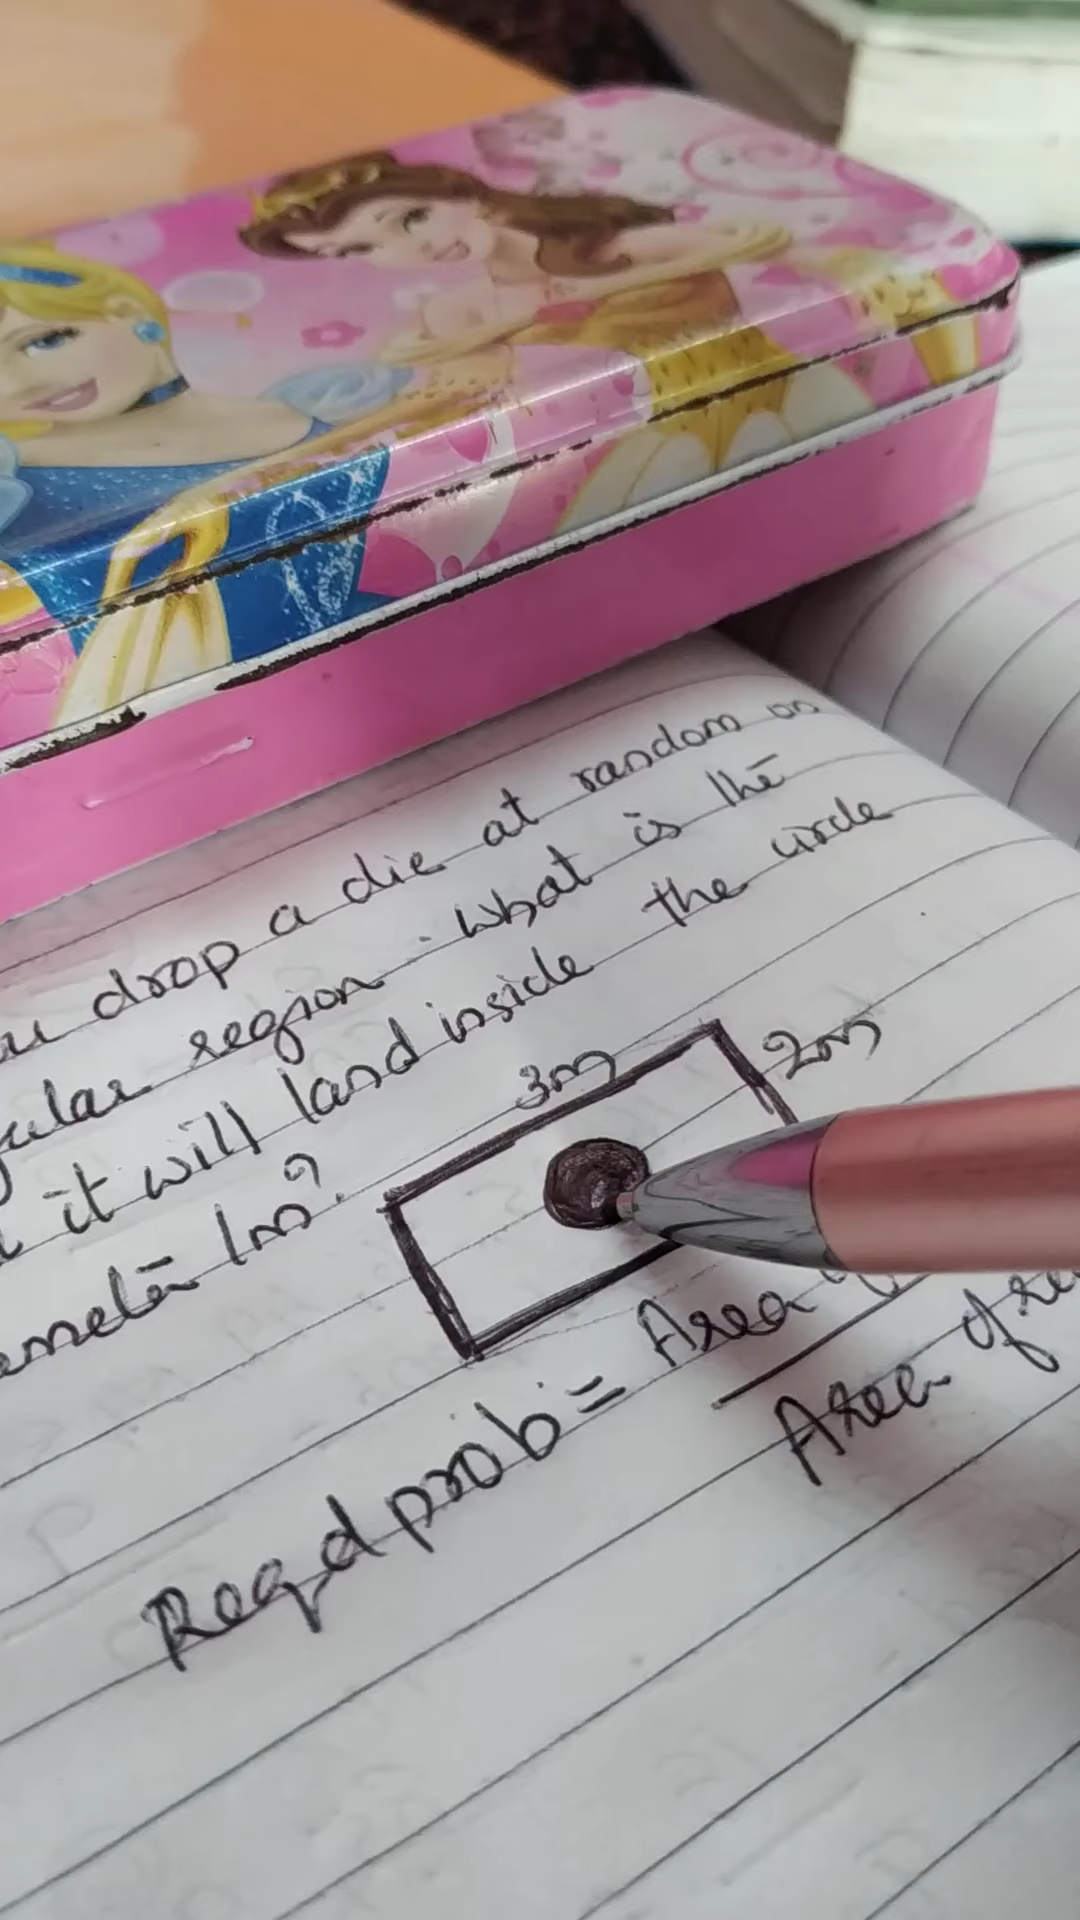 drop a die at random on
region. What is the
it will land inside the circle
1m?
3m
2m
Reqd prob =
Area
Area of